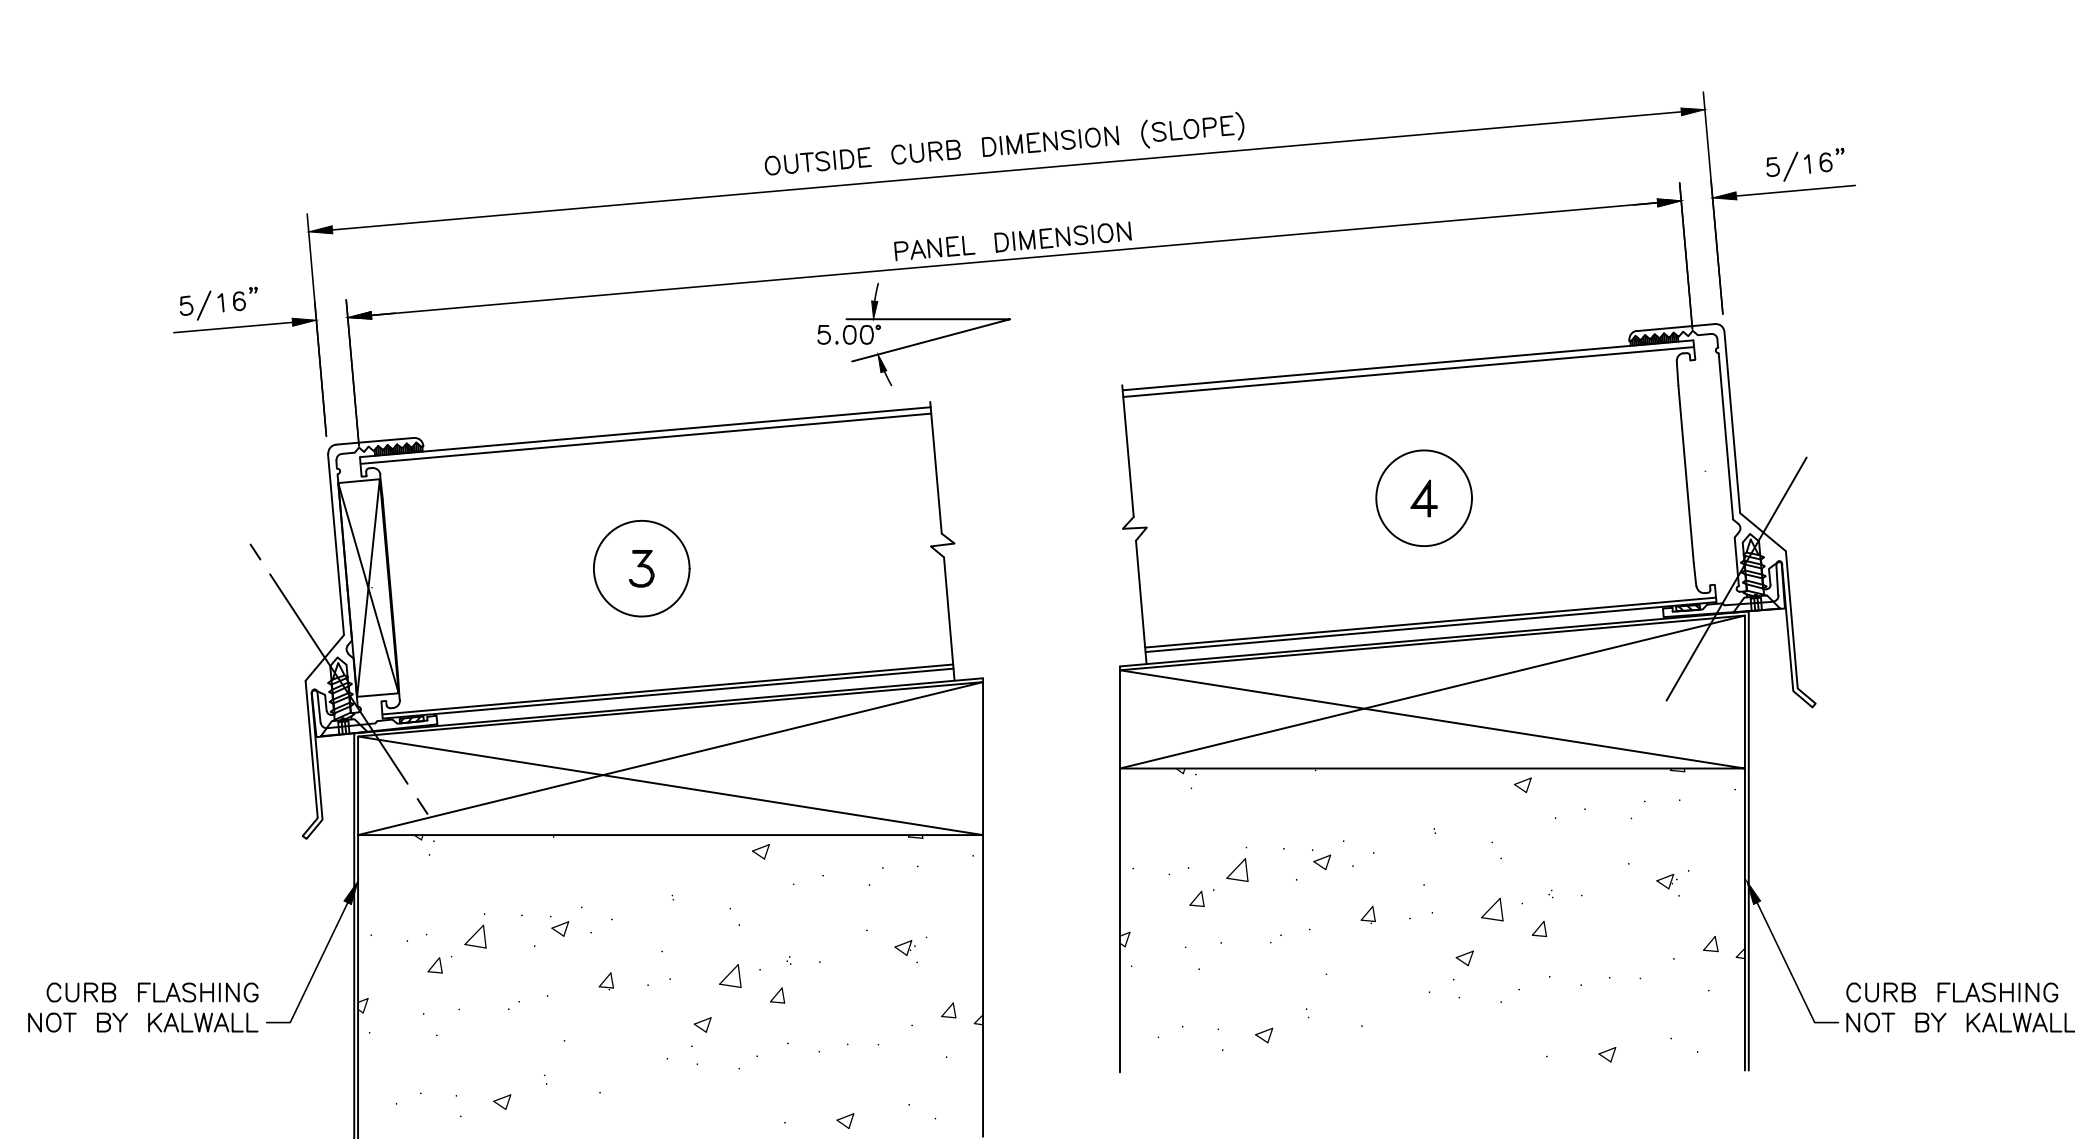 OUTSIDE CURB DIMENSION (SLOPE)
5/16"
PANEL DIMENSION
5/16"
5.00°
4
3
CURB FLASHING
NOT BY KALWALL
CURB FLASHING
NOT BY KALWALL